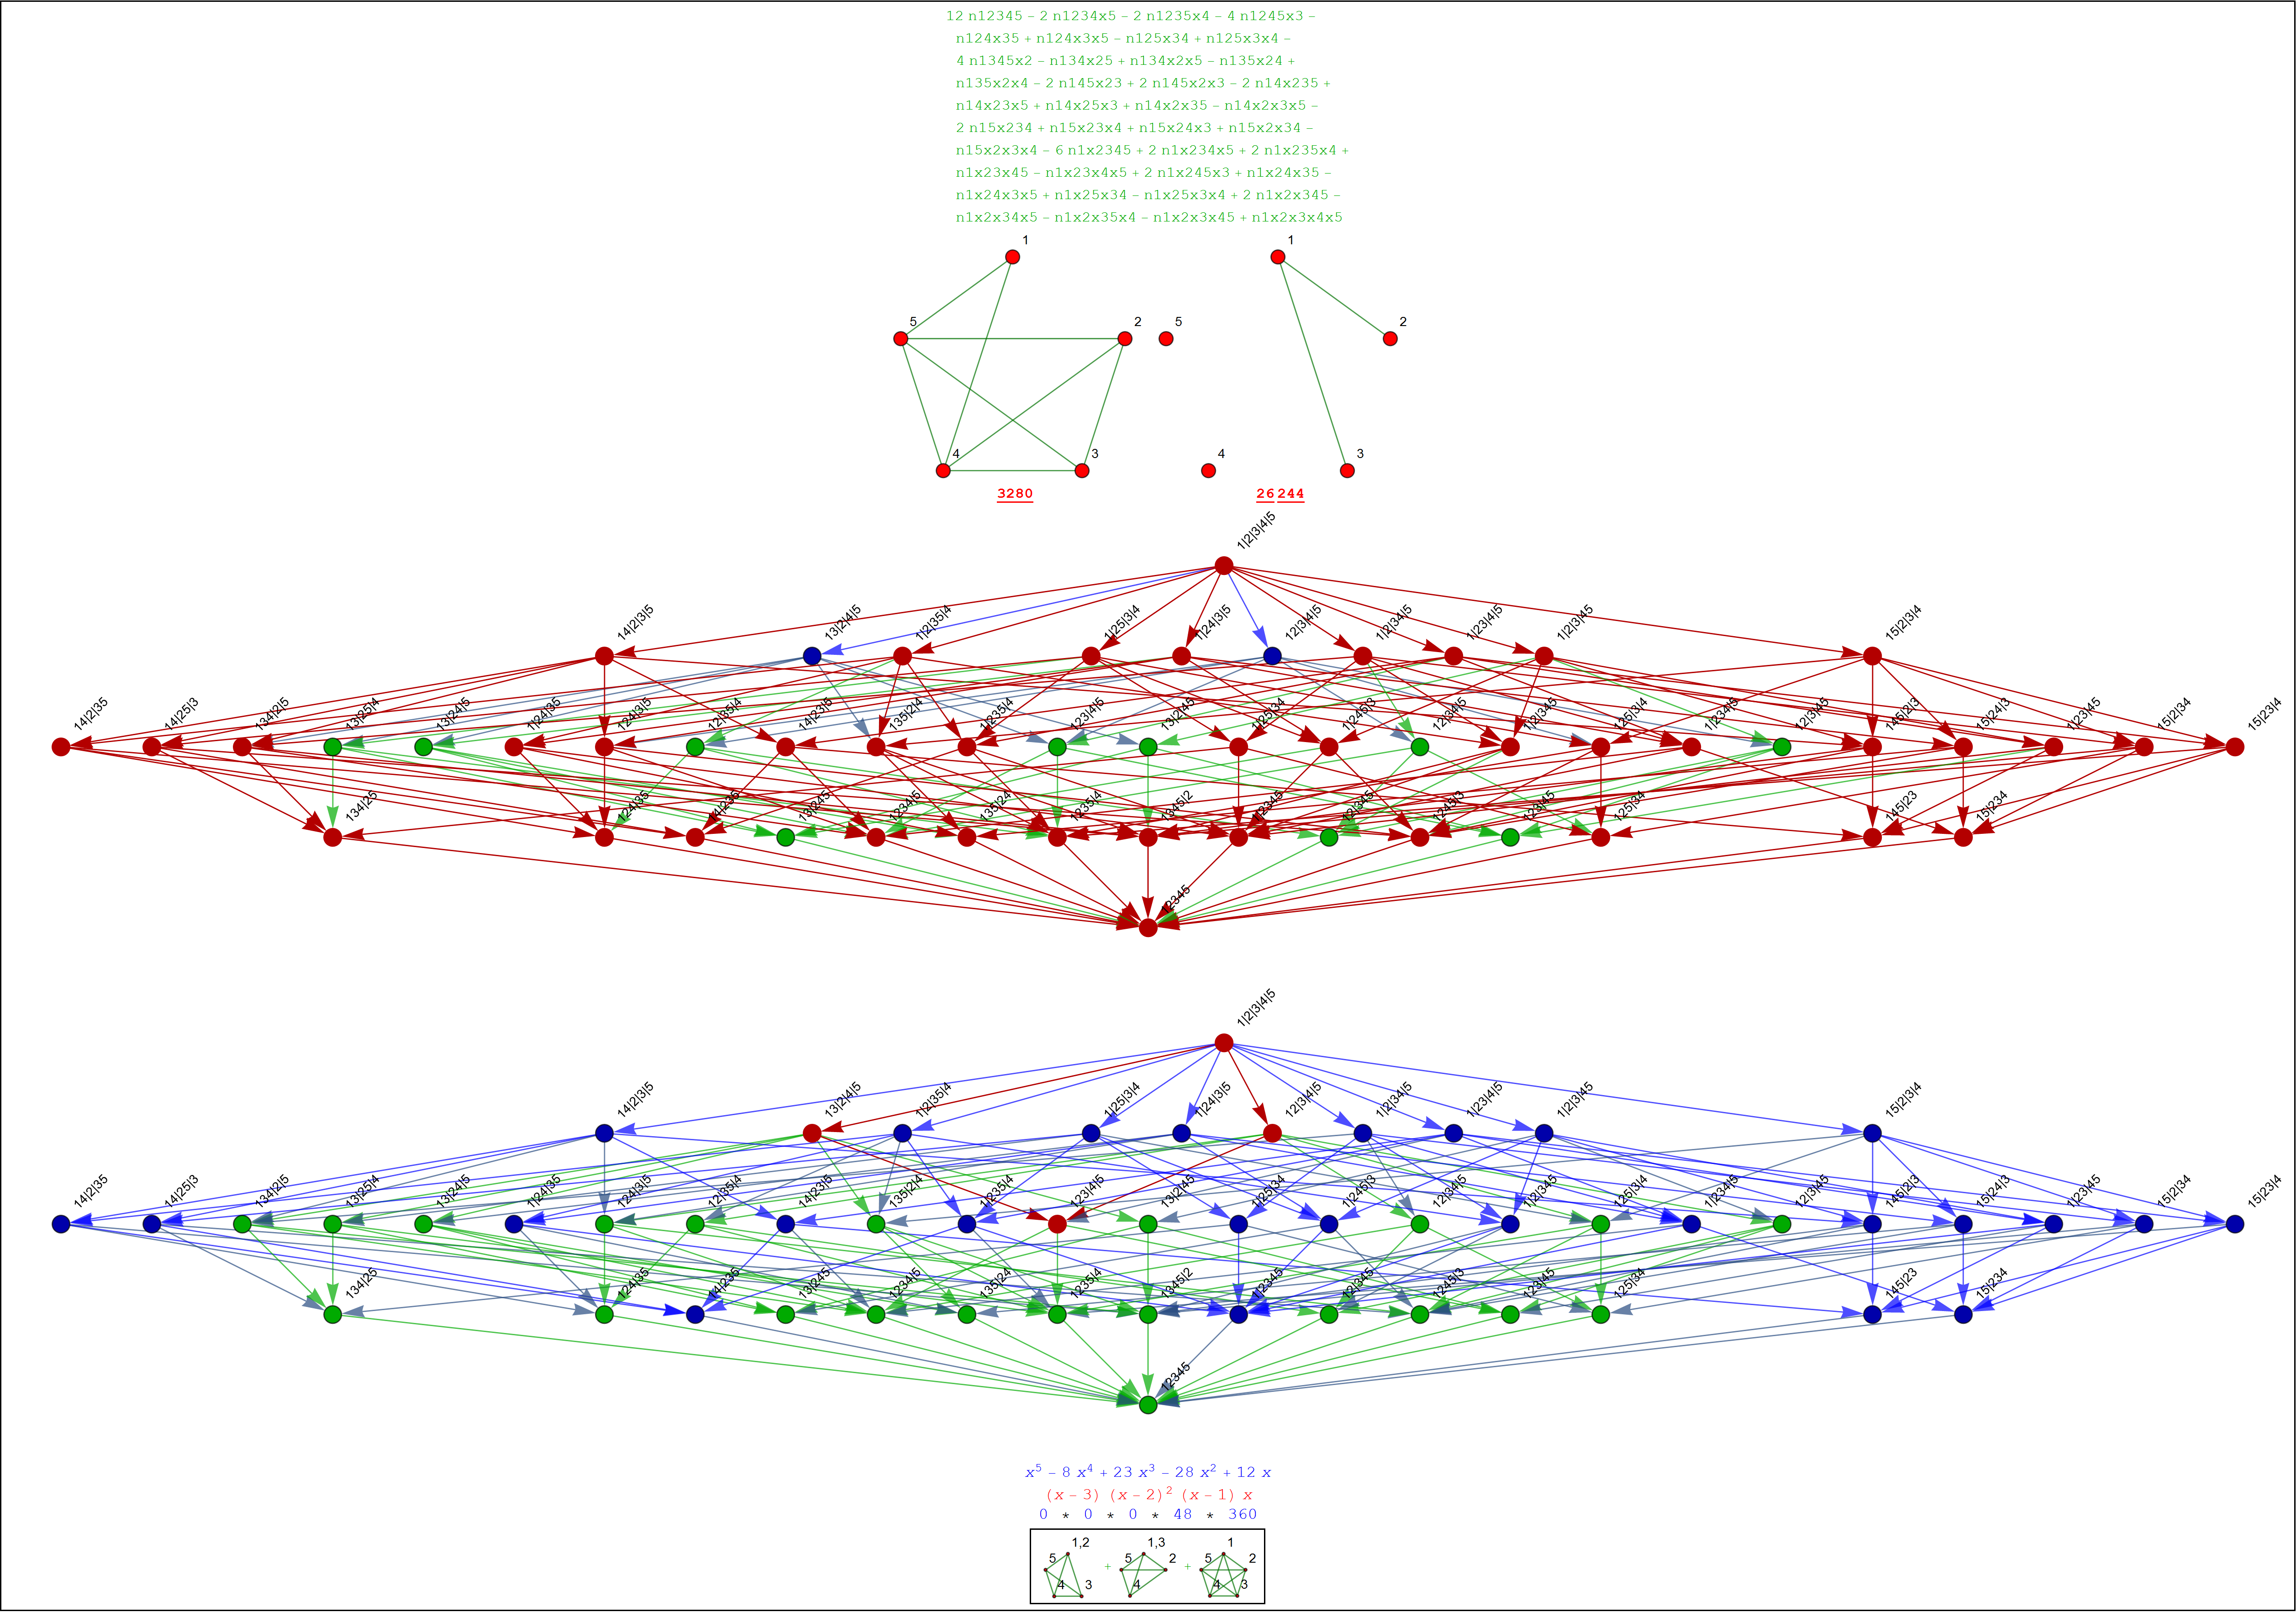 12 n12345 – 2 n1234x5 – 2 n1235x4 – 4 n1245x3 –
n124x35 + n124x3x5 – n125x34 + n125x3x4 –
4 n1345x2 – n134x25 + n134x2x5 – n135x24 +
n135x2x4 – 2 n145x23 + 2 n145x2x3 – 2 n14x235 +
n14x23x5 + n14x25x3 + n14x2x35 – n14x2x3x5 –
2 n15x234 + n15x23x4 + n15x24x3 + n15x2x34 –
n15x2x3x4 – 6 n1x2345 + 2 n1x234x5 + 2 n1x235x4 +
n1x23x45 – n1x23x4x5 + 2 n1x245x3 + n1x24x35 –
n1x24x3x5 + n1x25x34 – n1x25x3x4 + 2 n1x2x345 –
n1x2x34x5 – n1x2x35x4 – n1x2x3x45 + n1x2x3x4x5
1 1
5 2 5 2
4 3 4 3
3280 26 244
1|2|3|4|5
14|2|3|5 13|2|4|5 1|2|35|4 1|25|3|4 1|24|3|5 12|3|4|5 1|2|34|5 1|23|4|5 1|2|3|45 15|2|3|4
14|2|35 14|25|3 134|2|5 13|25|4 13|24|5 1|24|35 124|3|5 12|35|4 14|23|5 135|2|4 1|235|4 123|4|5 13|2|45 1|25|34 1|245|3 12|34|5 1|2|345 125|3|4 1|234|5 12|3|45 145|2|3 15|24|3 1|23|45 15|2|34 15|23|4
134|25 124|35 14|235 13|245 1234|5 135|24 1235|4 1345|2 1|2345 12|345 1245|3 123|45 125|34 145|23 15|234
12345
1|2|3|4|5
14|2|3|5 13|2|4|5 1|2|35|4 1|25|3|4 1|24|3|5 12|3|4|5 1|2|34|5 1|23|4|5 1|2|3|45 15|2|3|4
14|2|35 14|25|3 134|2|5 13|25|4 13|24|5 1|24|35 124|3|5 12|35|4 14|23|5 135|2|4 1|235|4 123|4|5 13|2|45 1|25|34 1|245|3 12|34|5 1|2|345 125|3|4 1|234|5 12|3|45 145|2|3 15|24|3 1|23|45 15|2|34 15|23|4
134|25 124|35 14|235 13|245 1234|5 135|24 1235|4 1345|2 1|2345 12|345 1245|3 123|45 125|34 145|23 15|234
12345
x⁵ – 8 x⁴ + 23 x³ – 28 x² + 12 x
(x – 3) (x – 2)² (x – 1) x
0 * 0 * 0 * 48 * 360
1,2 1,3 1
5 + 5 2 + 5 2
4 3 4 4 3